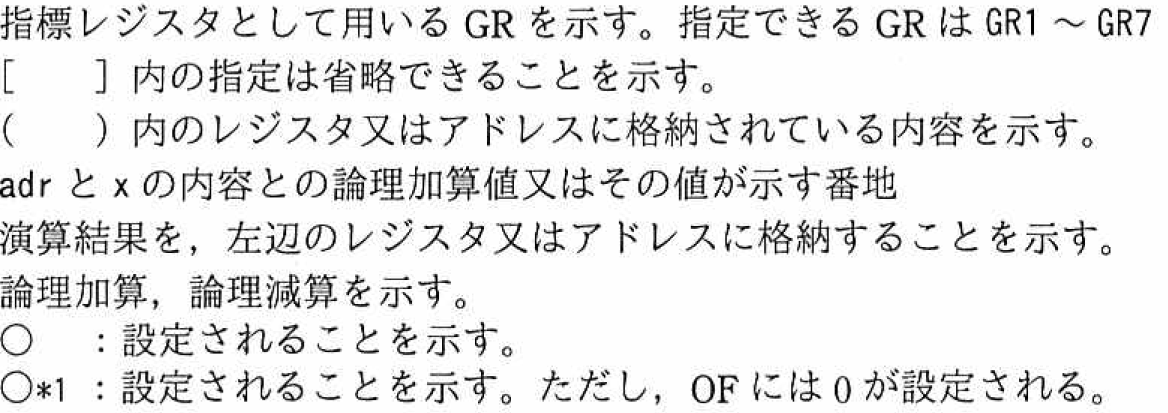 指標レジスタとして用いる GR を示す。指定できる GR は GR1 ～ GR7
[　　] 内の指定は省略できることを示す。
(　　) 内のレジスタ又はアドレスに格納されている内容を示す。
adr と x の内容との論理加算値又はその値が示す番地
演算結果を，左辺のレジスタ又はアドレスに格納することを示す。
論理加算，論理減算を示す。
○　：設定されることを示す。
○*1 ：設定されることを示す。ただし，OF には 0 が設定される。